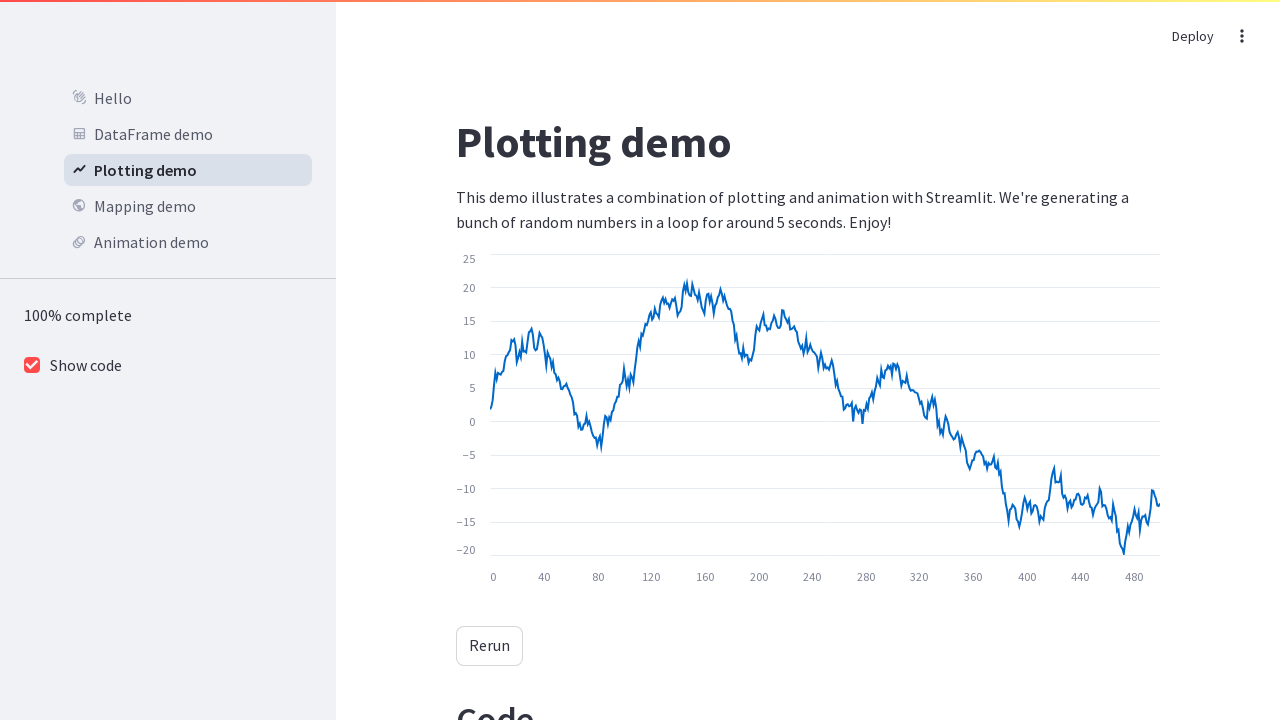 Deploy
Hello
DataFrame demo
Plotting demo
Mapping demo
Animation demo
100% complete
Show code
Plotting demo
This demo illustrates a combination of plotting and animation with Streamlit. We're generating a
bunch of random numbers in a loop for around 5 seconds. Enjoy!
25
20
15
10
5
0
−5
−10
−15
−20
0 40 80 120 160 200 240 280 320 360 400 440 480
Rerun
Code